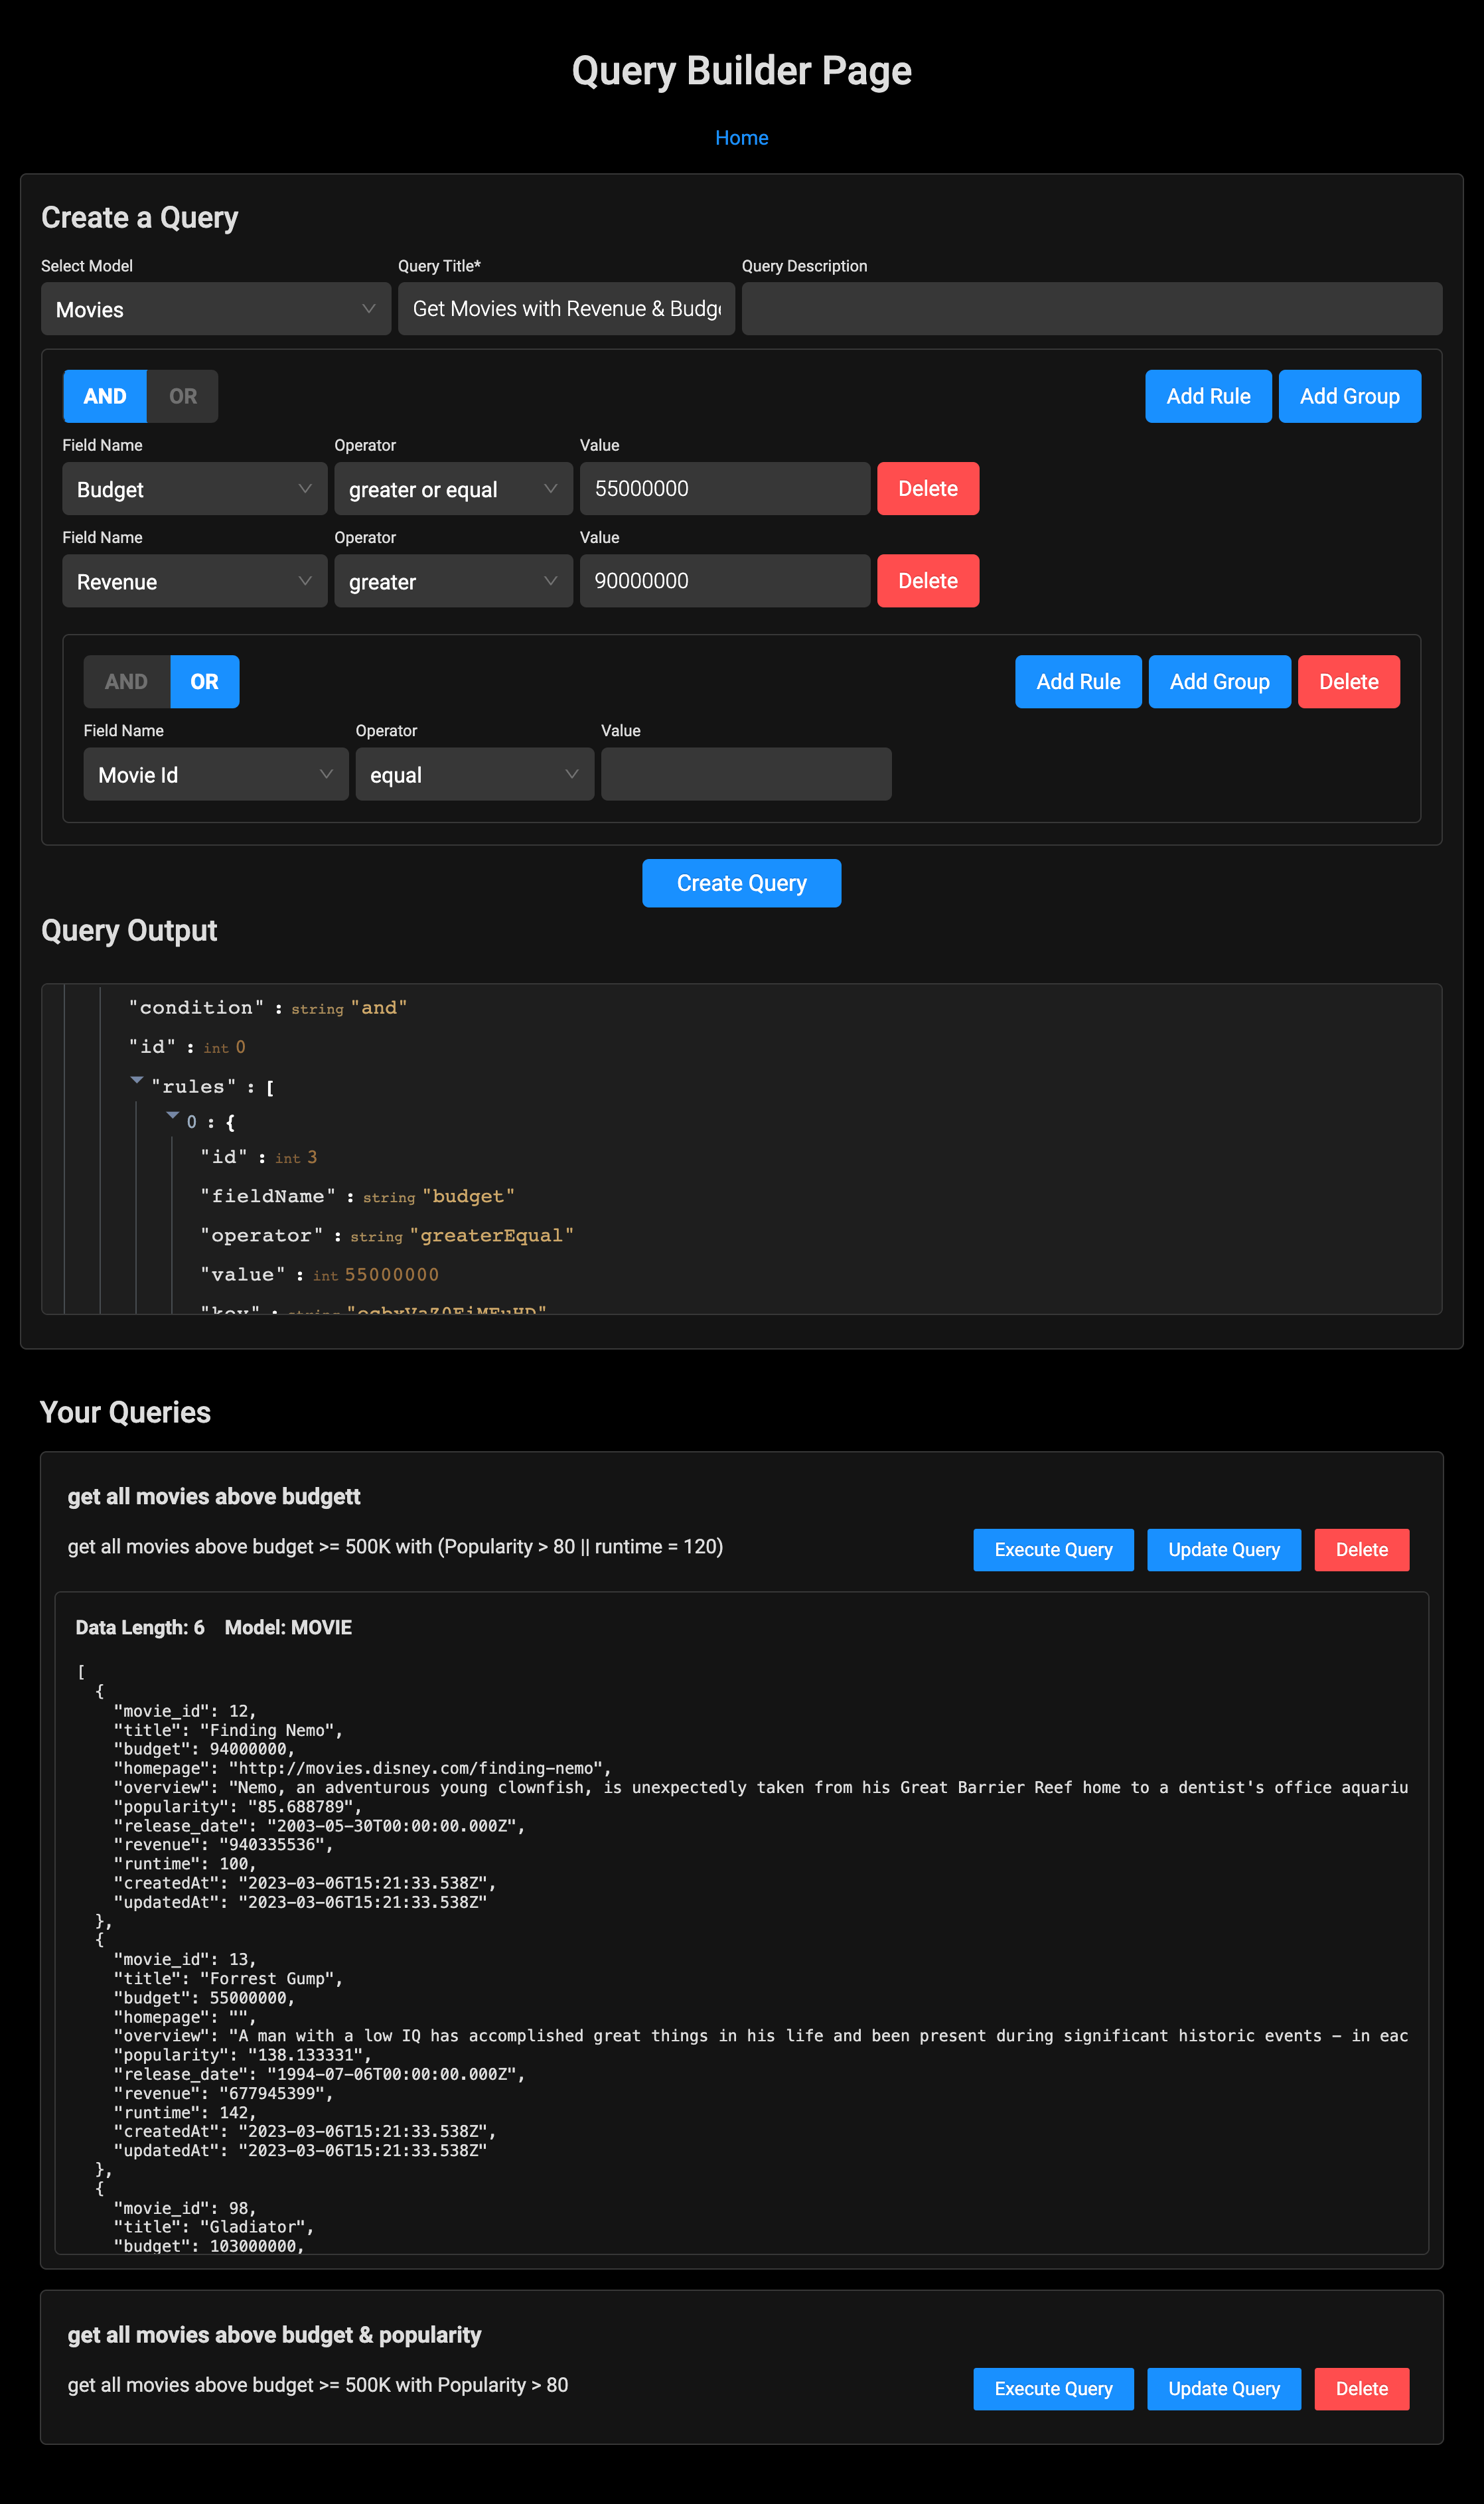 Query Builder Page
Home
Create a Query
Select Model Query Title* Query Description
Movies Get Movies with Revenue &
AND OR Add Rule Add Group
Field Name Operator Value
Budget greater or equal 55000000 Delete
Field Name Operator Value
Revenue greater 90000000 Delete
AND OR Add Rule Add Group Delete
Field Name Operator Value
Movie Id equal
Create Query
Query Output
"condition" : string "and"
"id" : int 0
"rules" : [
0 : {
"id" : int 3
"fieldName" : string "budget"
"operator" : string "greaterEqual"
"value" : int 55000000
"key" : string
Your Queries
get all movies above budgett
get all movies above budget >= 500K with (Popularity > 80 || runtime = 120) Execute Query Update Query Delete
Data Length: 6 Model: MOVIE
[
{
"movie_id": 12,
"title": "Finding Nemo",
"budget": 94000000,
"homepage": "http://movies.disney.com/finding-nemo",
"overview": "Nemo, an adventurous young clownfish, is unexpectedly taken from his Great Barrier Reef home to a dentist's office aquariu
"popularity": "85.688789",
"release_date": "2003-05-30T00:00:00.000Z",
"revenue": "940335536",
"runtime": 100,
"createdAt": "2023-03-06T15:21:33.538Z",
"updatedAt": "2023-03-06T15:21:33.538Z"
},
{
"movie_id": 13,
"title": "Forrest Gump",
"budget": 55000000,
"homepage": "",
"overview": "A man with a low IQ has accomplished great things in his life and been present during significant historic events – in eac
"popularity": "138.133331",
"release_date": "1994-07-06T00:00:00.000Z",
"revenue": "677945399",
"runtime": 142,
"createdAt": "2023-03-06T15:21:33.538Z",
"updatedAt": "2023-03-06T15:21:33.538Z"
},
{
"movie_id": 98,
"title": "Gladiator",
"budget": 103000000,
get all movies above budget & popularity
get all movies above budget >= 500K with Popularity > 80 Execute Query Update Query Delete